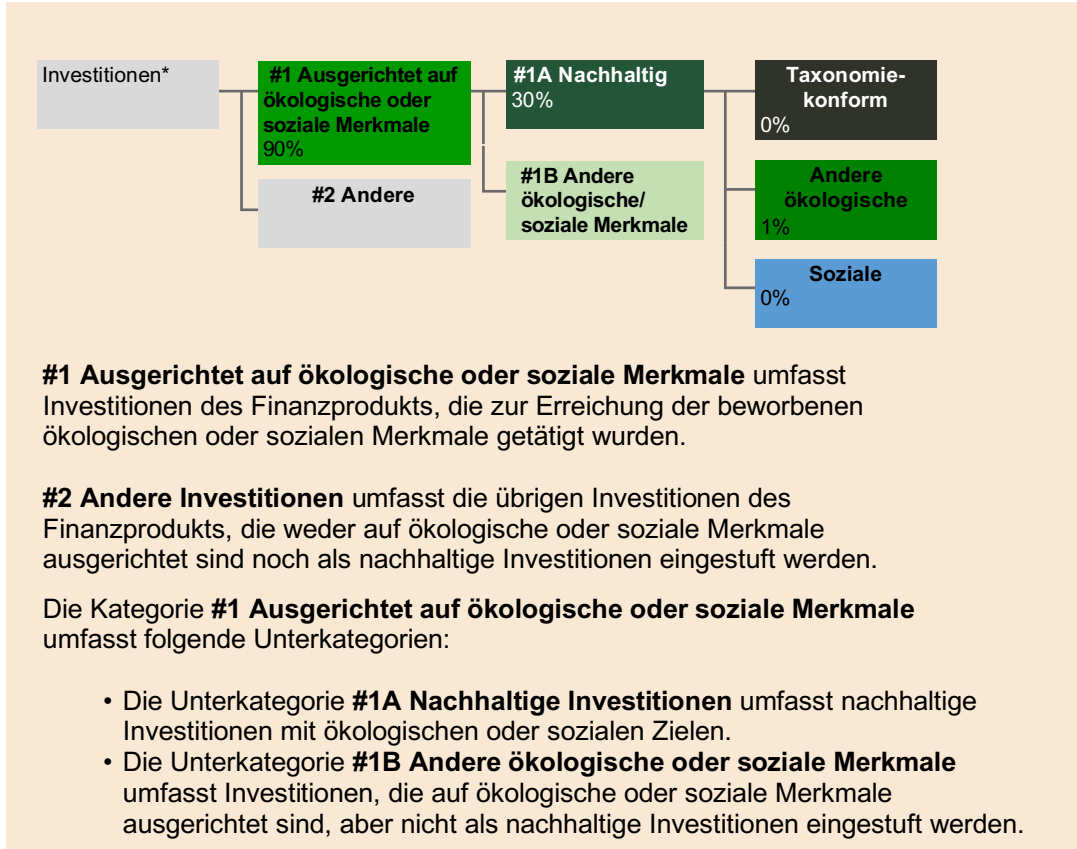 Investitionen*
#1 Ausgerichtet auf
ökologische oder
soziale Merkmale
90%
#2 Andere
#1A Nachhaltig
30%
#1B Andere
ökologische/
soziale Merkmale
Taxonomie-
konform
0%
Andere
ökologische
1%
Soziale
0%
#1 Ausgerichtet auf ökologische oder soziale Merkmale umfasst
Investitionen des Finanzprodukts, die zur Erreichung der beworbenen
ökologischen oder sozialen Merkmale getätigt wurden.
#2 Andere Investitionen umfasst die übrigen Investitionen des
Finanzprodukts, die weder auf ökologische oder soziale Merkmale
ausgerichtet sind noch als nachhaltige Investitionen eingestuft werden.
Die Kategorie #1 Ausgerichtet auf ökologische oder soziale Merkmale
umfasst folgende Unterkategorien:
• Die Unterkategorie #1A Nachhaltige Investitionen umfasst nachhaltige
Investitionen mit ökologischen oder sozialen Zielen.
• Die Unterkategorie #1B Andere ökologische oder soziale Merkmale
umfasst Investitionen, die auf ökologische oder soziale Merkmale
ausgerichtet sind, aber nicht als nachhaltige Investitionen eingestuft werden.